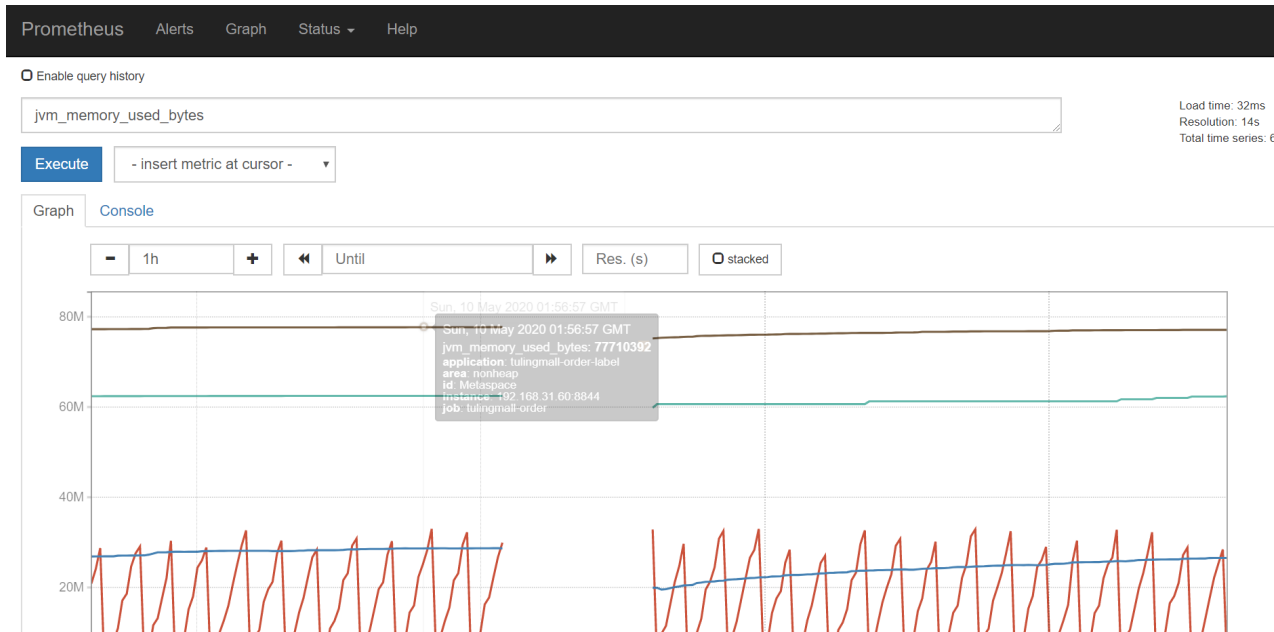 Prometheus Alerts Graph Status Help
Enable query history
jvm_memory_used_bytes
Load time: 32ms
Resolution: 14s
Total time series: 6
Execute - insert metric at cursor -
Graph Console
1h Until Res. (s) stacked
Sun, 10 May 2020 01:56:57 GMT
Sun, 10 May 2020 01:56:57 GMT
jvm_memory_used_bytes: 77710392
application: tulingmall-order-label
area: nonheap
id: Metaspace
instance: 192.168.31.60:8844
job: tulingmall-order
80M
60M
40M
20M